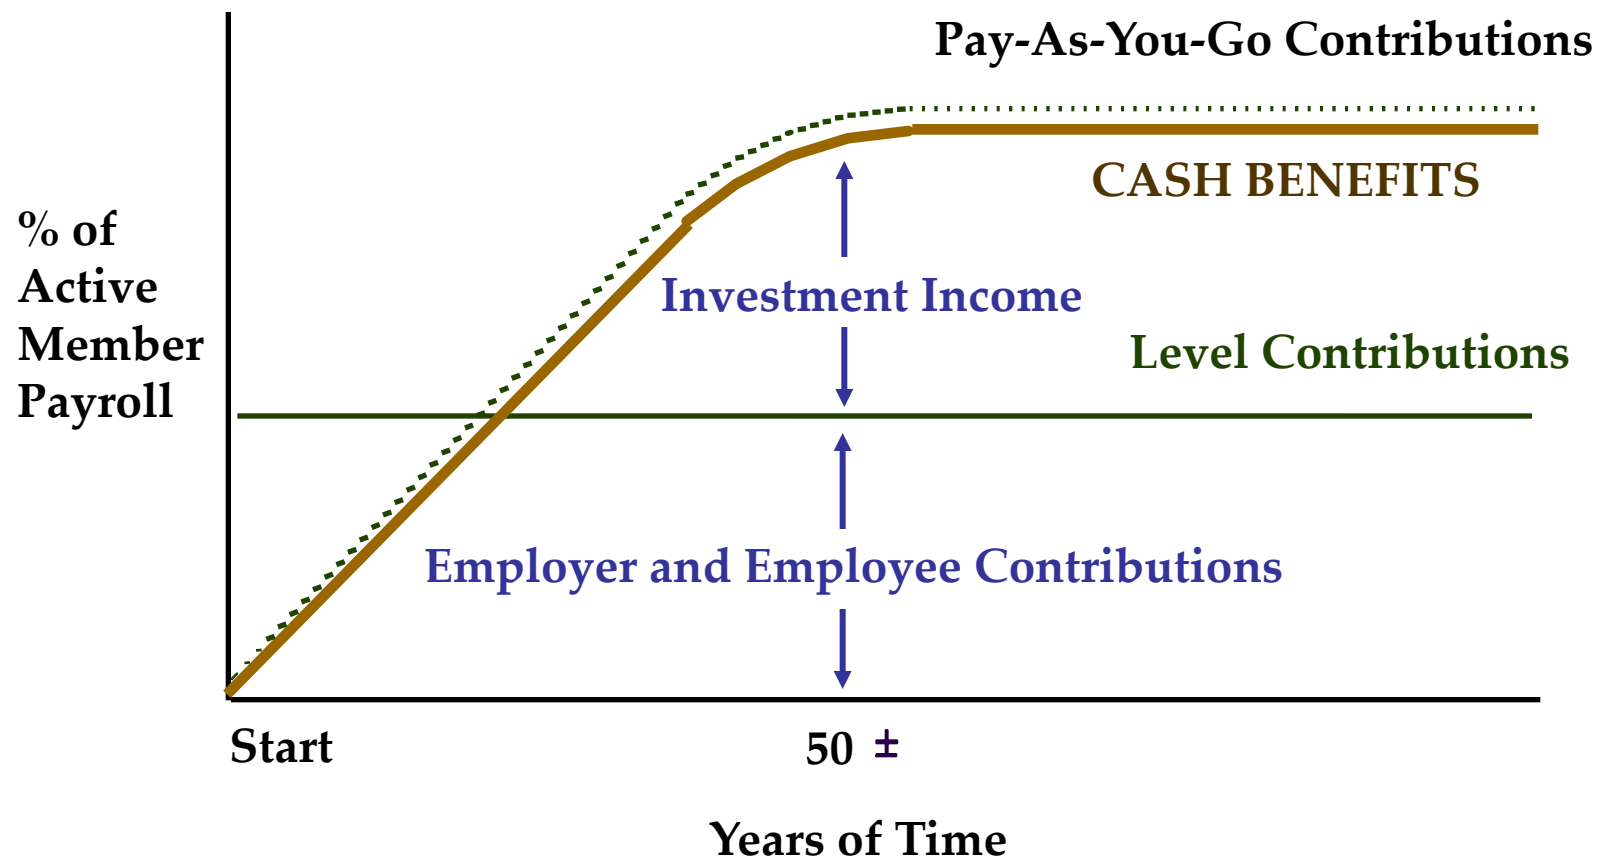 Pay-As-You-Go Contributions
CASH BENEFITS
% of
Active
Member
Payroll
Investment Income
Level Contributions
Employer and Employee Contributions
Start
50 ±
Years of Time